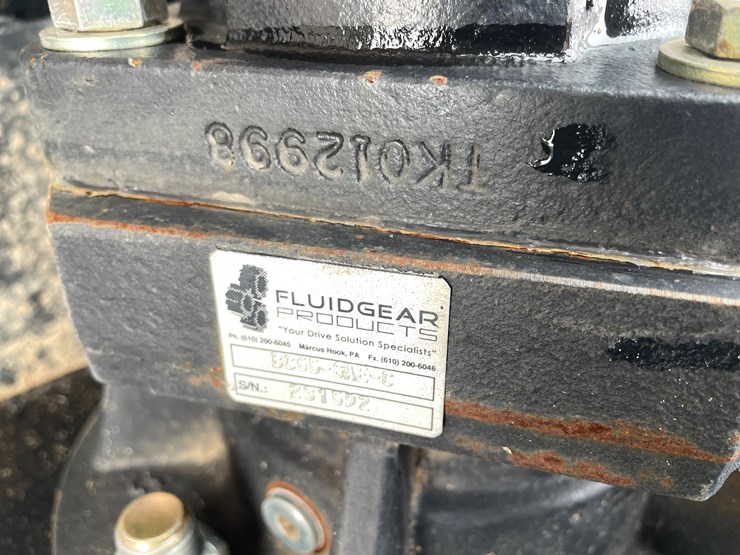 TK012998
FLUIDGEAR
PRODUCTS
"Your Drive Solution Specialists"
Ph. (610) 200-6045 Marcus Hook, PA Fx. (610) 200-6046
S/N.: